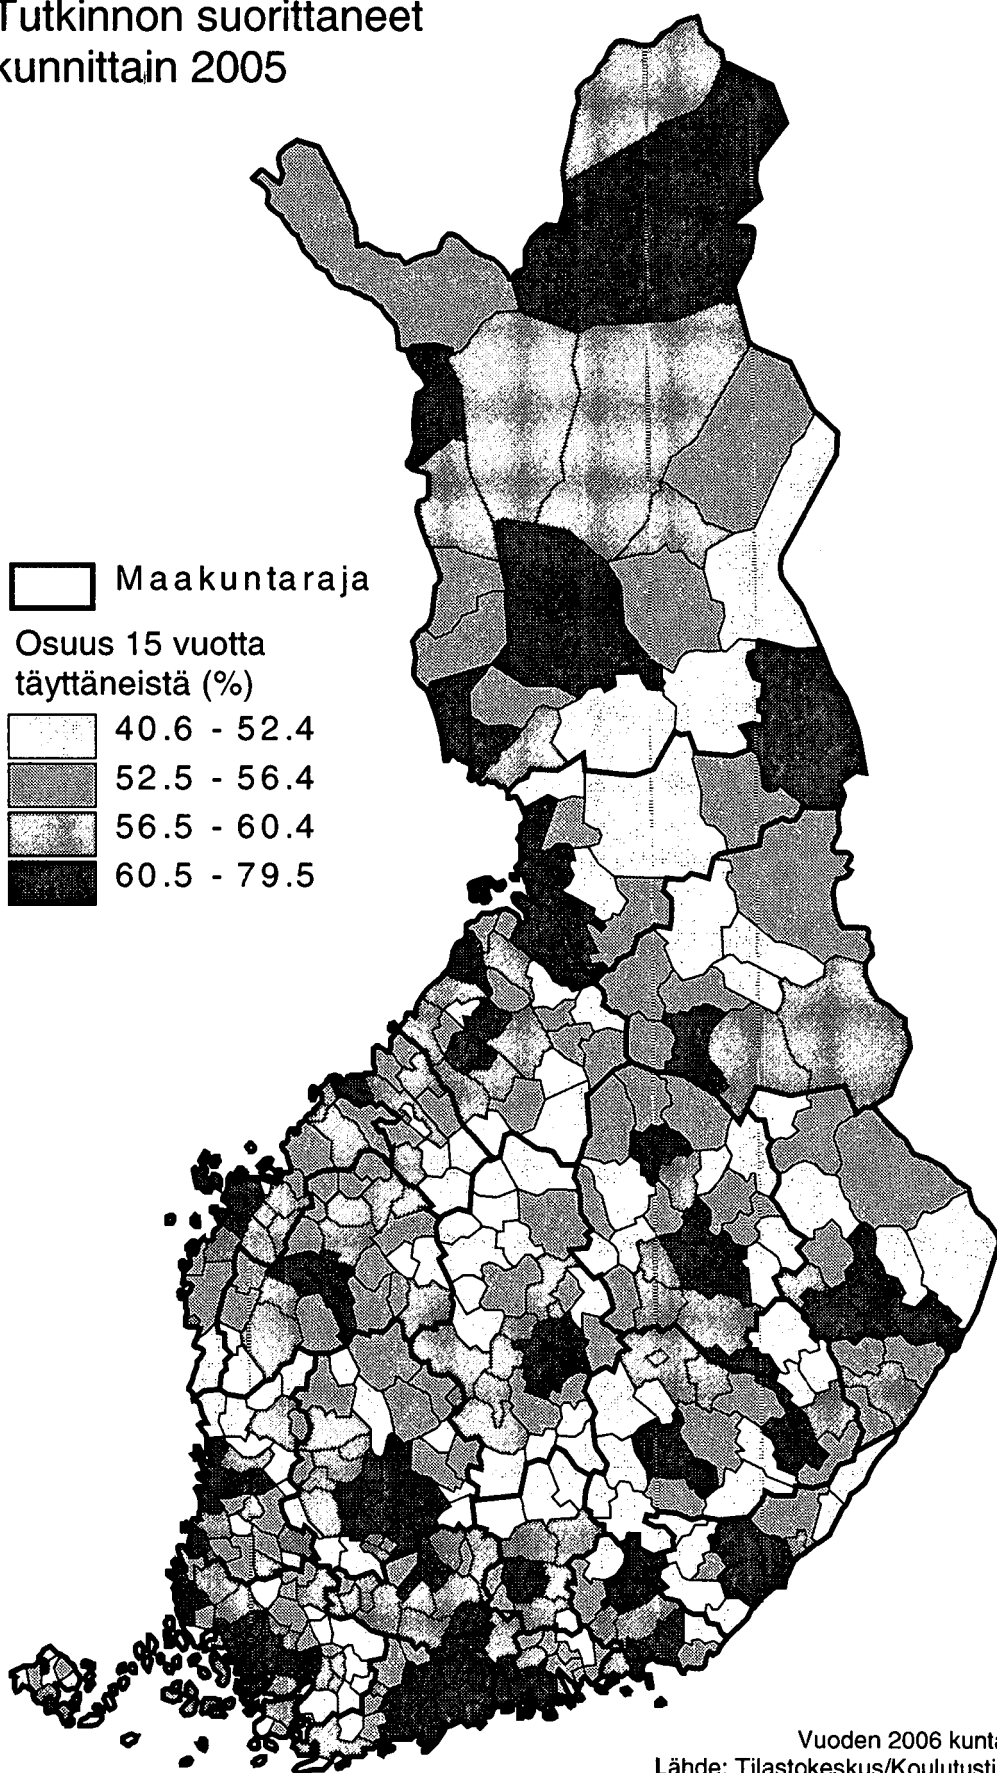 Tutkinnon suorittaneet
kunnittain 2005
Maakuntaraja
Osuus 15 vuotta
täyttäneistä (%)
40.6 - 52.4
52.5 - 56.4
56.5 - 60.4
60.5 - 79.5
Vuoden 2006 kunta
Lähde: Tilastokeskus/Koulutusti